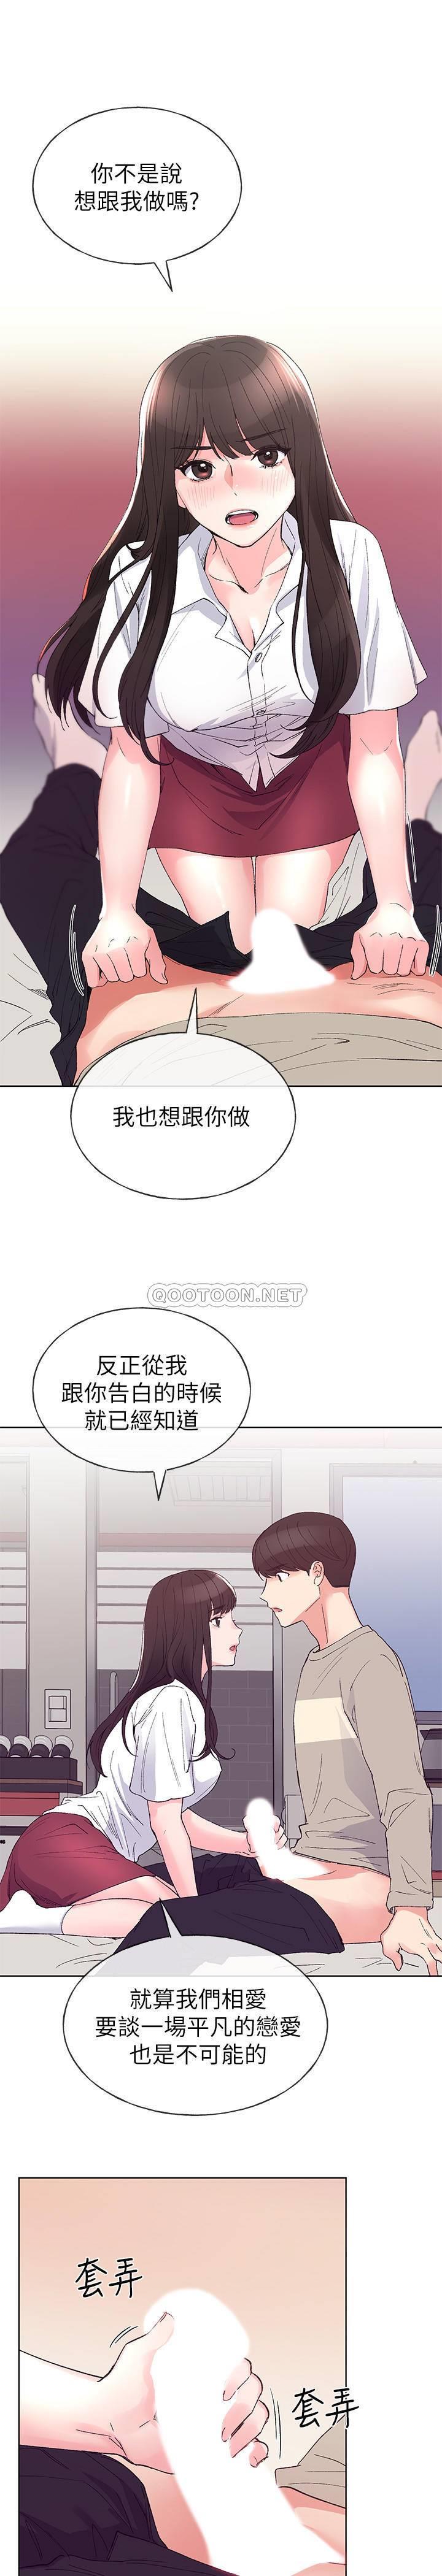 你不是說
想跟我做嗎?
我也想跟你做
QOOTOON.NET
反正從我
跟你告白的時候
就已經知道
就算我們相愛
要談一場平凡的戀愛
也是不可能的
套弄
套弄